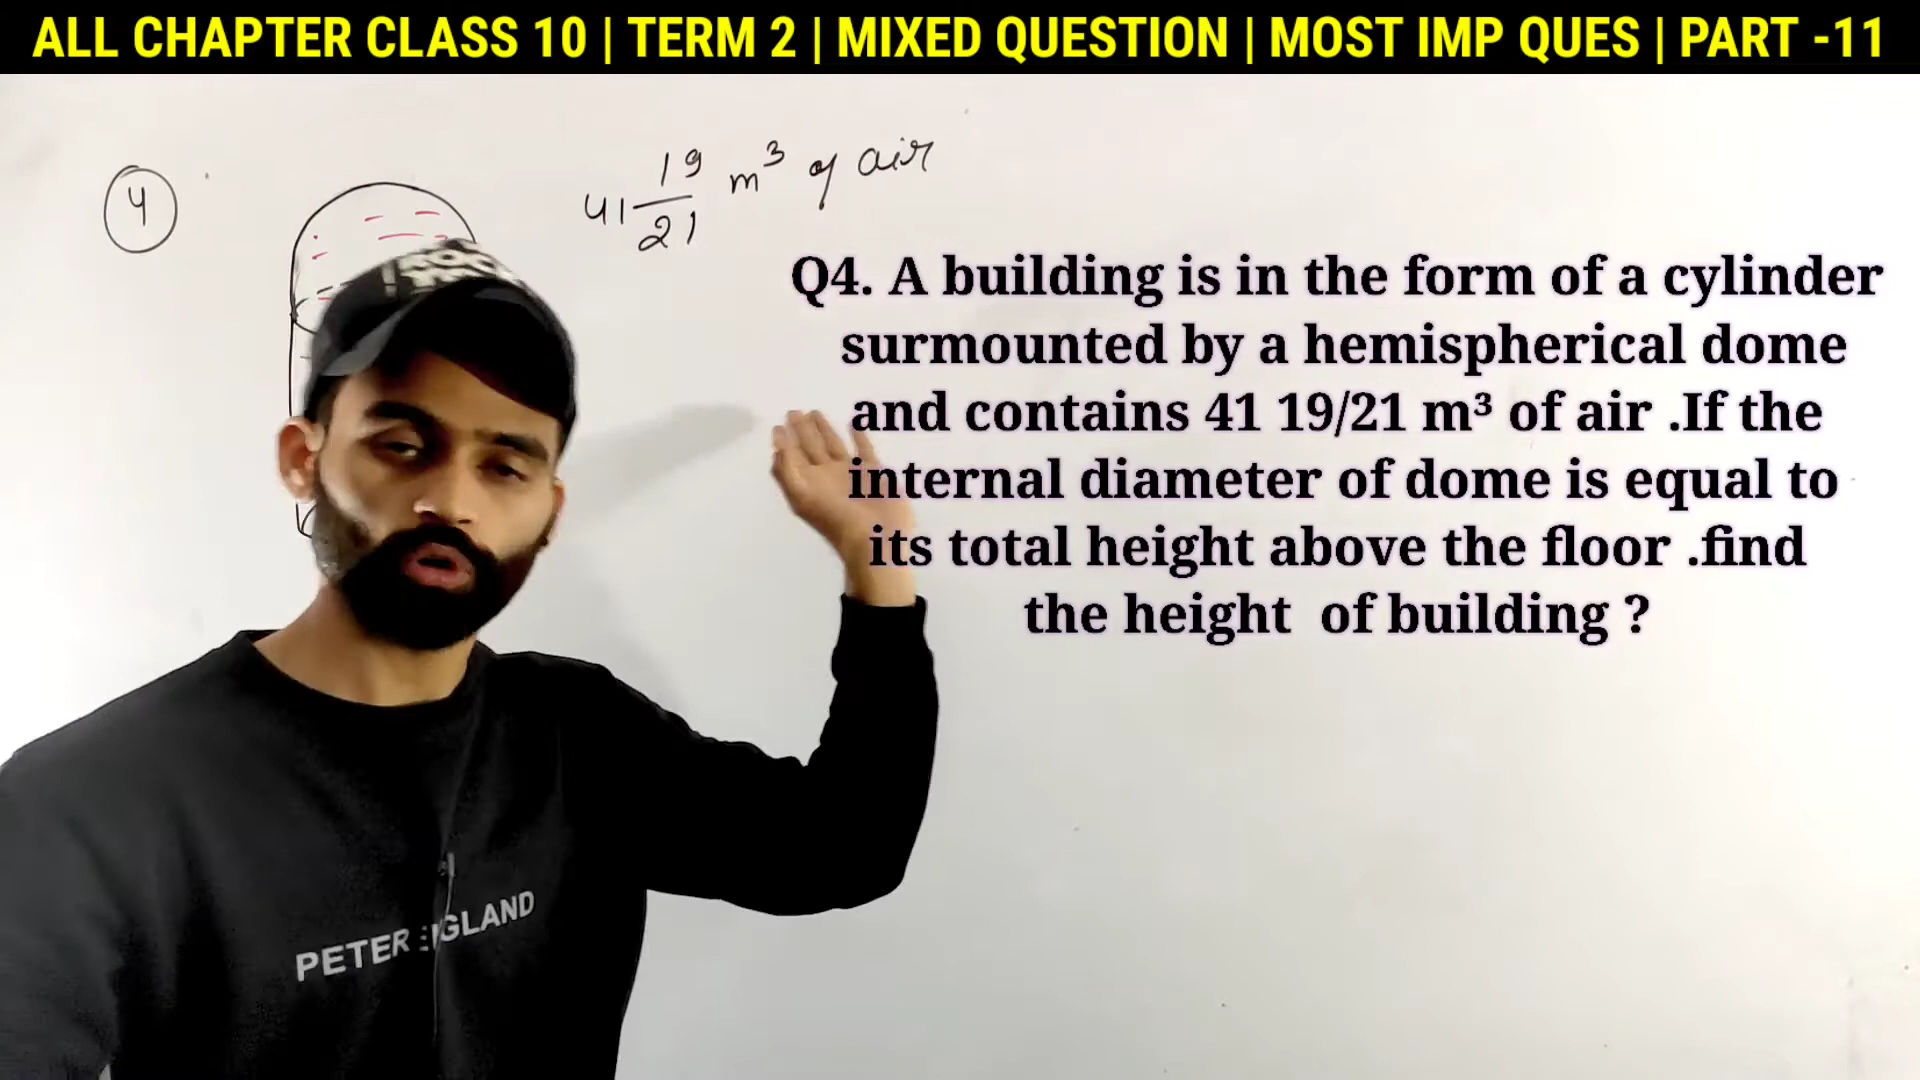 ALL CHAPTER CLASS 10 | TERM 2 | MIXED QUESTION | MOST IMP QUES | PART -11
4
41 19/21 m³ of air
Q4. A building is in the form of a cylinder
surmounted by a hemispherical dome
and contains 41 19/21 m³ of air .If the
internal diameter of dome is equal to
its total height above the floor .find
the height of building ?
PETER ENGLAND